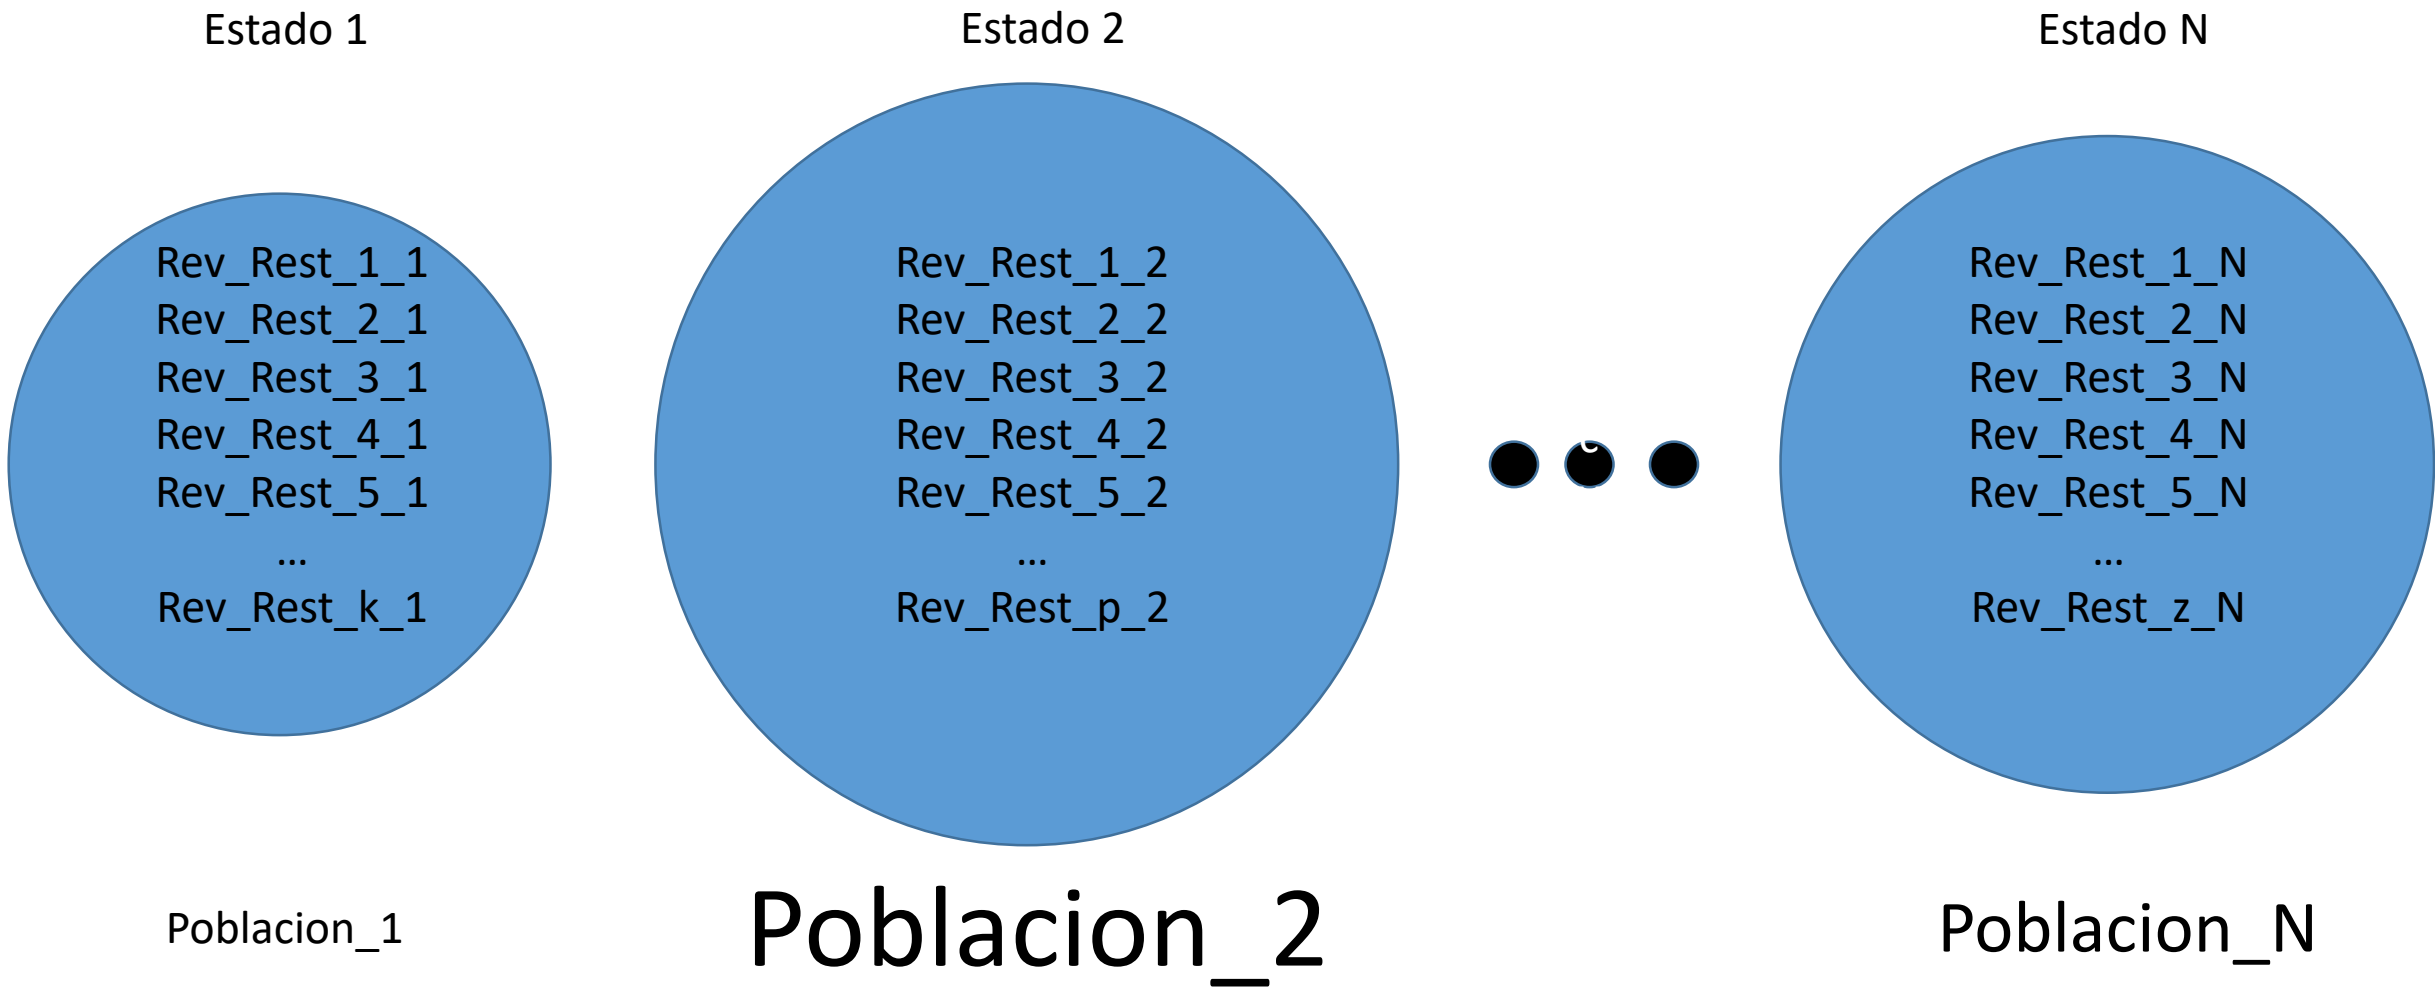 Estado 1
Estado 2
Estado N
Rev_Rest_1_1
Rev_Rest_2_1
Rev_Rest_3_1
Rev_Rest_4_1
Rev_Rest_5_1
...
Rev_Rest_k_1
Rev_Rest_1_2
Rev_Rest_2_2
Rev_Rest_3_2
Rev_Rest_4_2
Rev_Rest_5_2
...
Rev_Rest_p_2
Rev_Rest_1_N
Rev_Rest_2_N
Rev_Rest_3_N
Rev_Rest_4_N
Rev_Rest_5_N
...
Rev_Rest_z_N
Poblacion_1
Poblacion_2
Poblacion_N